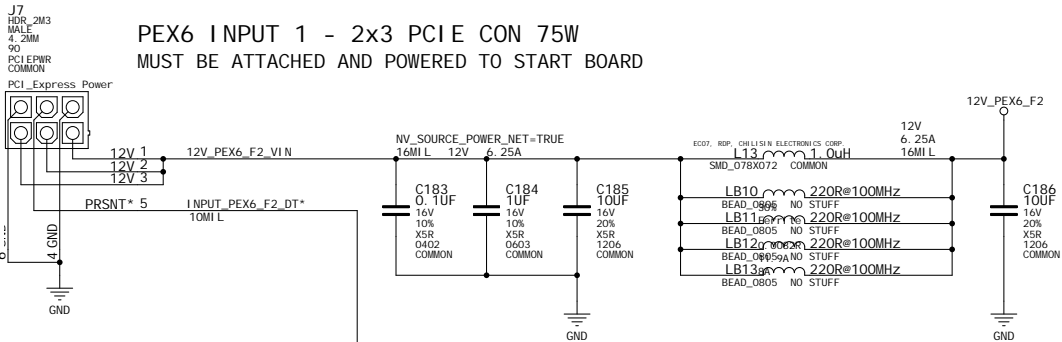 J7
HDR_2M3
MALE
4.2MM
90
PCIEPWR
COMMON
PCI_Express Power
PEX6 INPUT 1 - 2x3 PCIE CON 75W
MUST BE ATTACHED AND POWERED TO START BOARD
12V 1
12V 2
12V 3
12V_PEX6_F2_VIN
PRSNT* 5
INPUT_PEX6_F2_DT*
10MIL
6 GND
4 GND
GND
NV_SOURCE_POWER_NET=TRUE
16MIL 12V 6.25A
C183
0.1UF
16V
10%
X5R
0402
COMMON
C184
1UF
16V
10%
X5R
0603
COMMON
C185
10UF
16V
20%
X5R
1206
COMMON
GND
ECO7, RDP, CHILISIN ELECTRONICS CORP.
L13 1.0uH
SMD_078X072 COMMON
LB10 220R@100MHz
BEAD_0805 NO STUFF
30%
LB11 220R@100MHz
BEAD_0805 NO STUFF
LB12 220R@100MHz
BEAD_0805 NO STUFF
11.9A
LB13 220R@100MHz
8A
BEAD_0805 NO STUFF
12V
6.25A
16MIL
12V_PEX6_F2
C186
10UF
16V
20%
X5R
1206
COMMON
GND